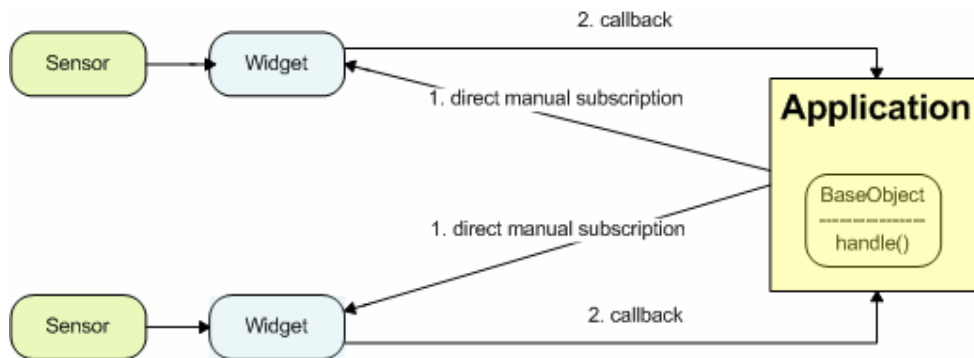 2. callback
Sensor
Widget
1. direct manual subscription
Application
BaseObject
-----------------
handle()
1. direct manual subscription
Sensor
Widget
2. callback